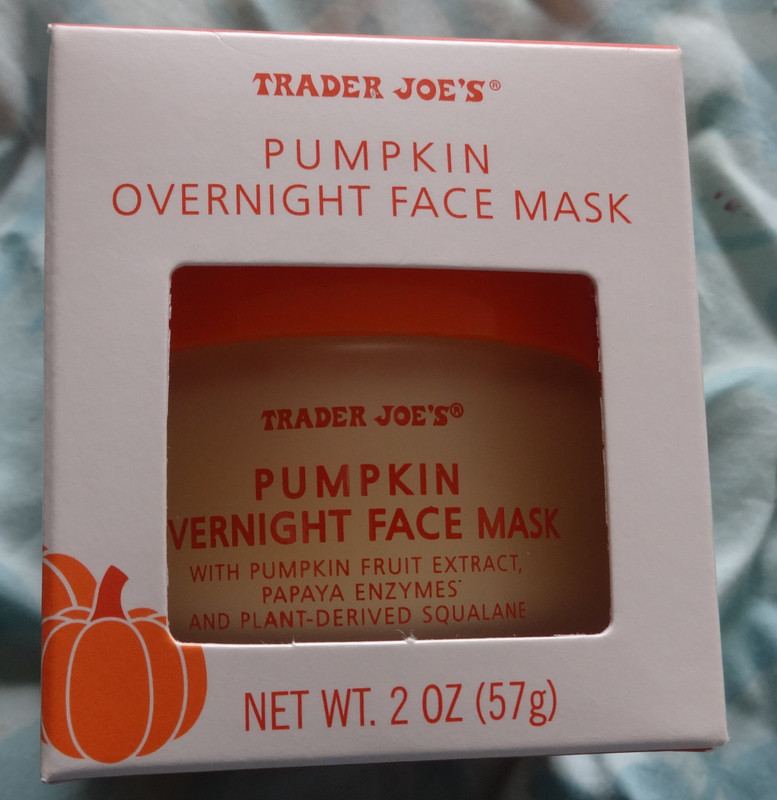 TRADER JOE'S®
PUMPKIN
OVERNIGHT FACE MASK
TRADER JOE'S®
PUMPKIN
VERNIGHT FACE MASK
WITH PUMPKIN FRUIT EXTRACT,
PAPAYA ENZYMES
AND PLANT-DERIVED SQUALANE
NET WT. 2 OZ (57g)